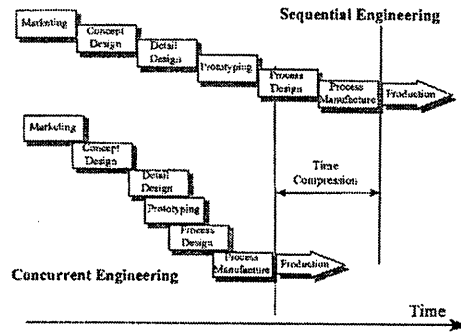 Sequential Engineering
Marketing
Concept
Design
Detail
Design
Prototyping
Process
Design
Process
Manufacture
Production
Marketing
Concept
Design
Detail
Design
Prototyping
Process
Design
Process
Manufacture
Production
Time
Compression
Concurrent Engineering
Time